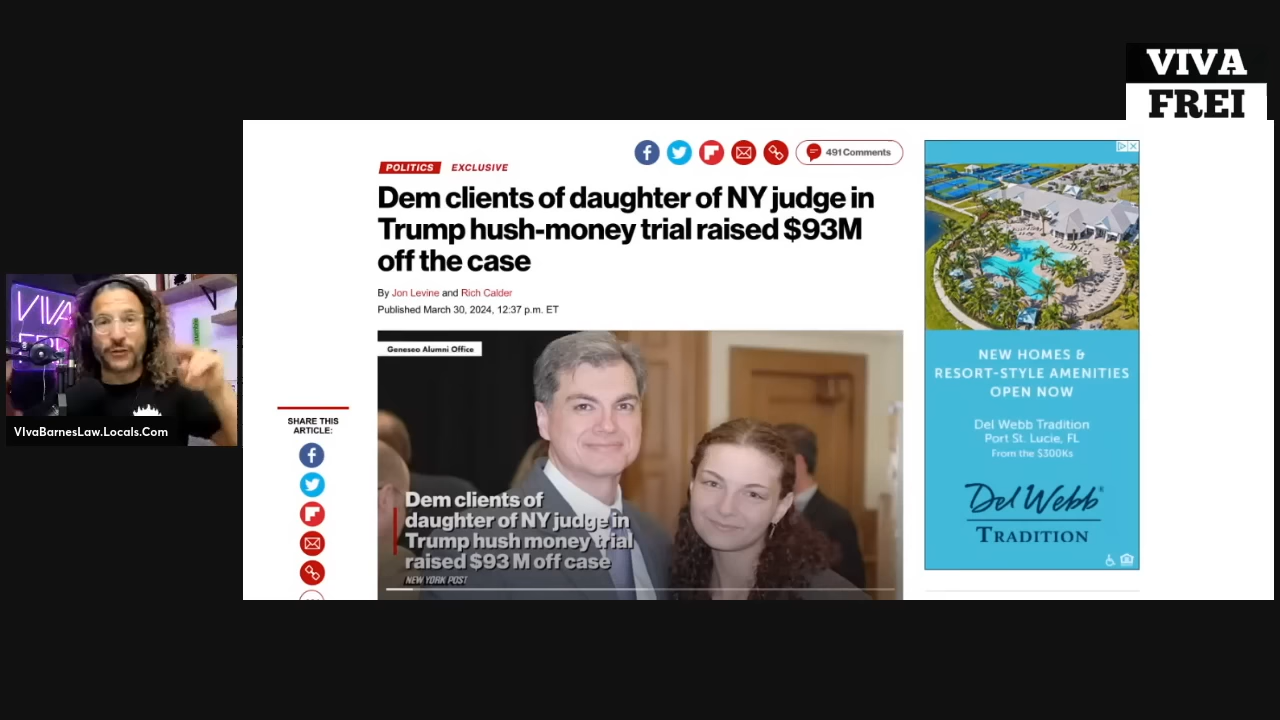 VIVA
FREI
POLITICS EXCLUSIVE
491 Comments
Dem clients of daughter of NY judge in
Trump hush-money trial raised $93M
off the case
By Jon Levine and Rich Calder
Published March 30, 2024, 12:37 p.m. ET
Geneseo Alumni Office
Dem clients of
daughter of NY judge in
Trump hush money trial
raised $93 M off case
NEW YORK POST
SHARE THIS
ARTICLE:
VIVA
VIvaBarnesLaw.Locals.Com
NEW HOMES &
RESORT-STYLE AMENITIES
OPEN NOW
Del Webb Tradition
Port St. Lucie, FL
From the $300Ks
Del Webb
TRADITION